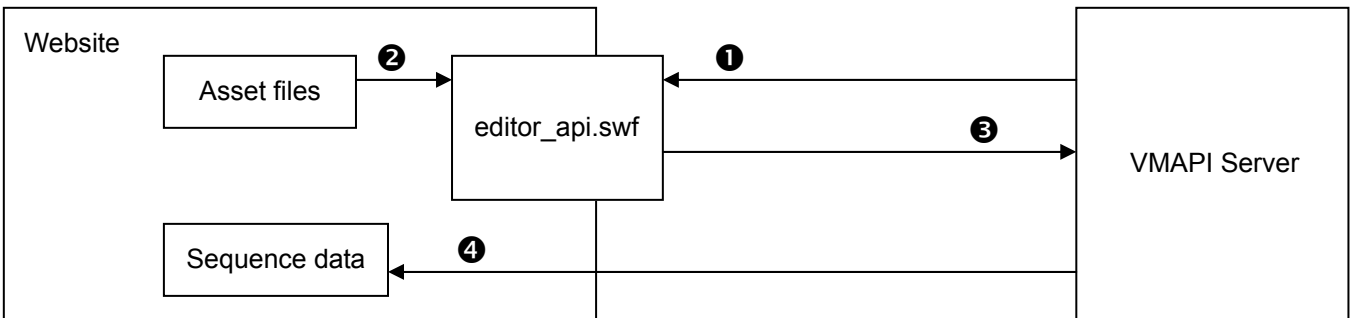 Website
❷
❶
Asset files
editor_api.swf
❸
VMAPI Server
❹
Sequence data